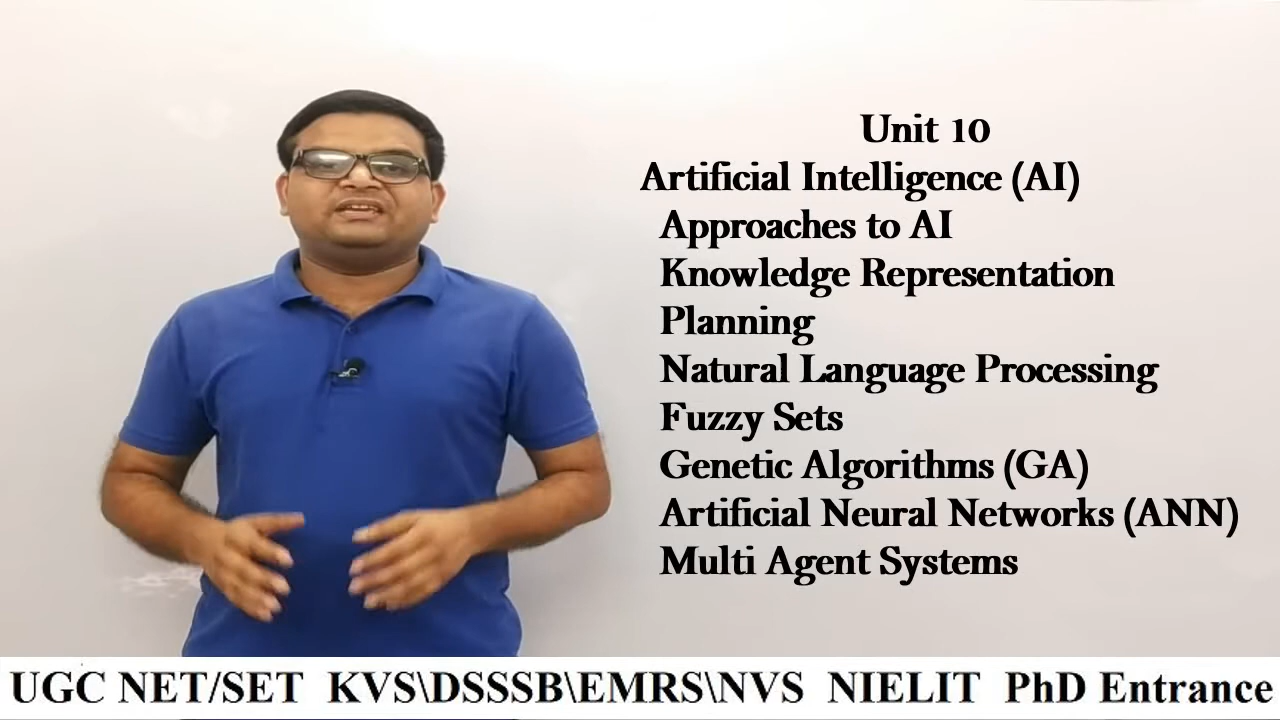 Unit 10
Artificial Intelligence (AI)
Approaches to AI
Knowledge Representation
Planning
Natural Language Processing
Fuzzy Sets
Genetic Algorithms (GA)
Artificial Neural Networks (ANN)
Multi Agent Systems
UGC NET/SET KVS\DSSSB\EMRS\NVS NIELIT PhD Entrance